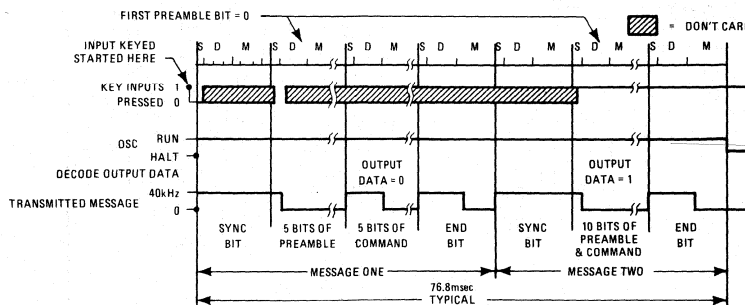 FIRST PREAMBLE BIT = 0
= DON'T CAR
INPUT KEYED
STARTED HERE
S D M S D M S D M S D M S D M S D M S D M
KEY INPUTS 1
PRESSED 0
OSC RUN
HALT
DECODE OUTPUT DATA
OUTPUT
DATA = 0
OUTPUT
DATA = 1
TRANSMITTED MESSAGE 40kHz
0
SYNC
BIT
5 BITS OF
PREAMBLE
5 BITS OF
COMMAND
END
BIT
SYNC
BIT
10 BITS OF
PREAMBLE
& COMMAND
END
BIT
MESSAGE ONE
MESSAGE TWO
76.8msec
TYPICAL